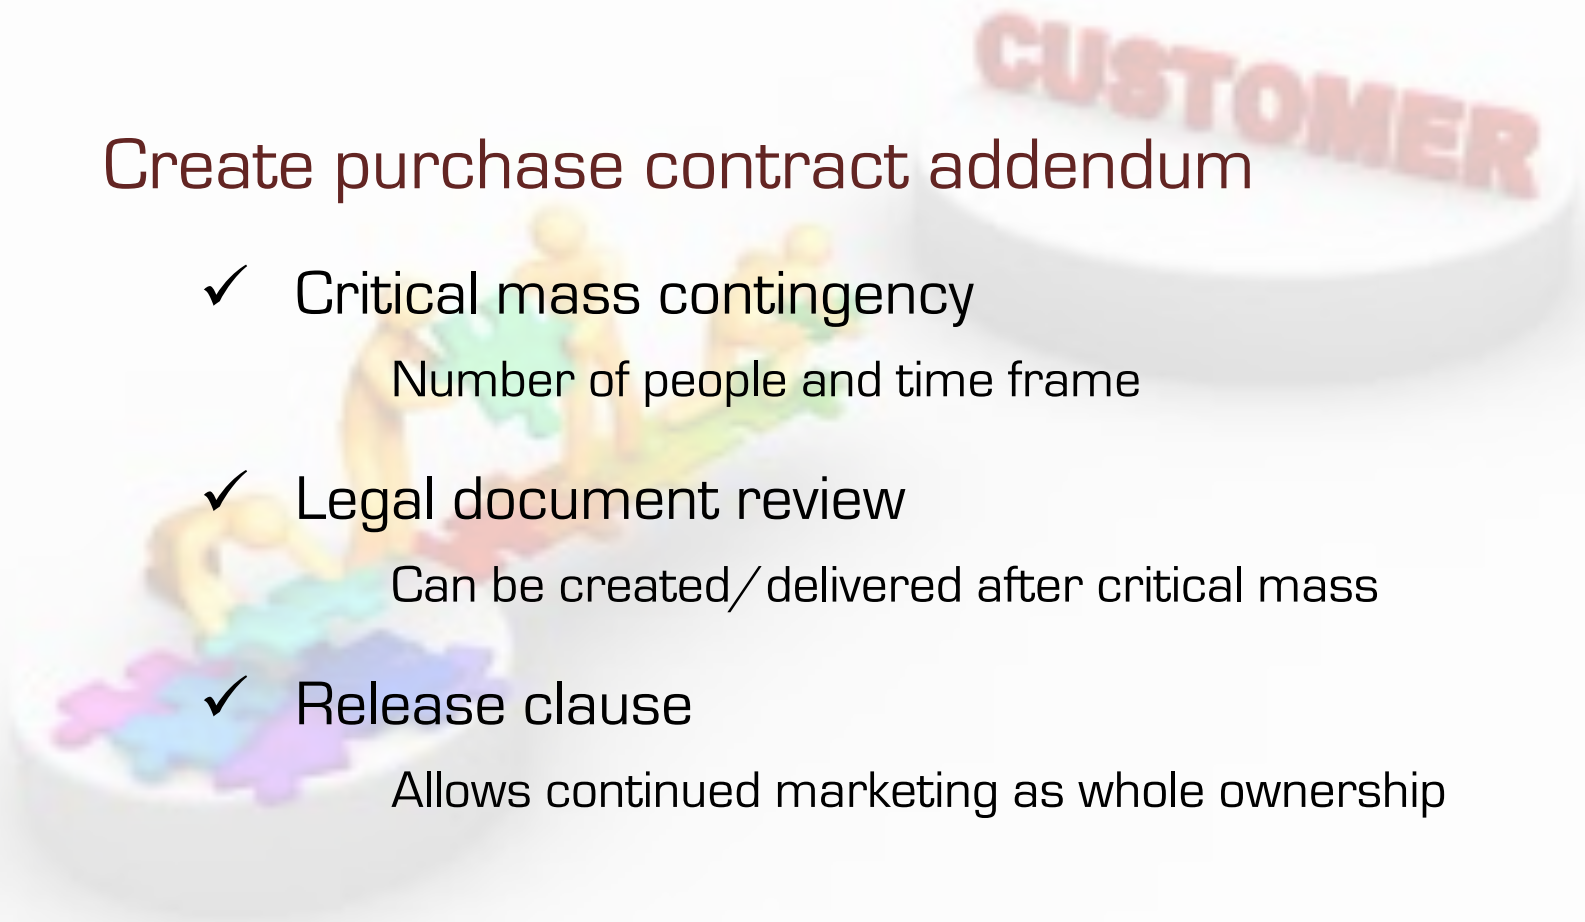 CUSTOMER
Create purchase contract addendum
✓ Critical mass contingency
Number of people and time frame
✓ Legal document review
Can be created/delivered after critical mass
✓ Release clause
Allows continued marketing as whole ownership